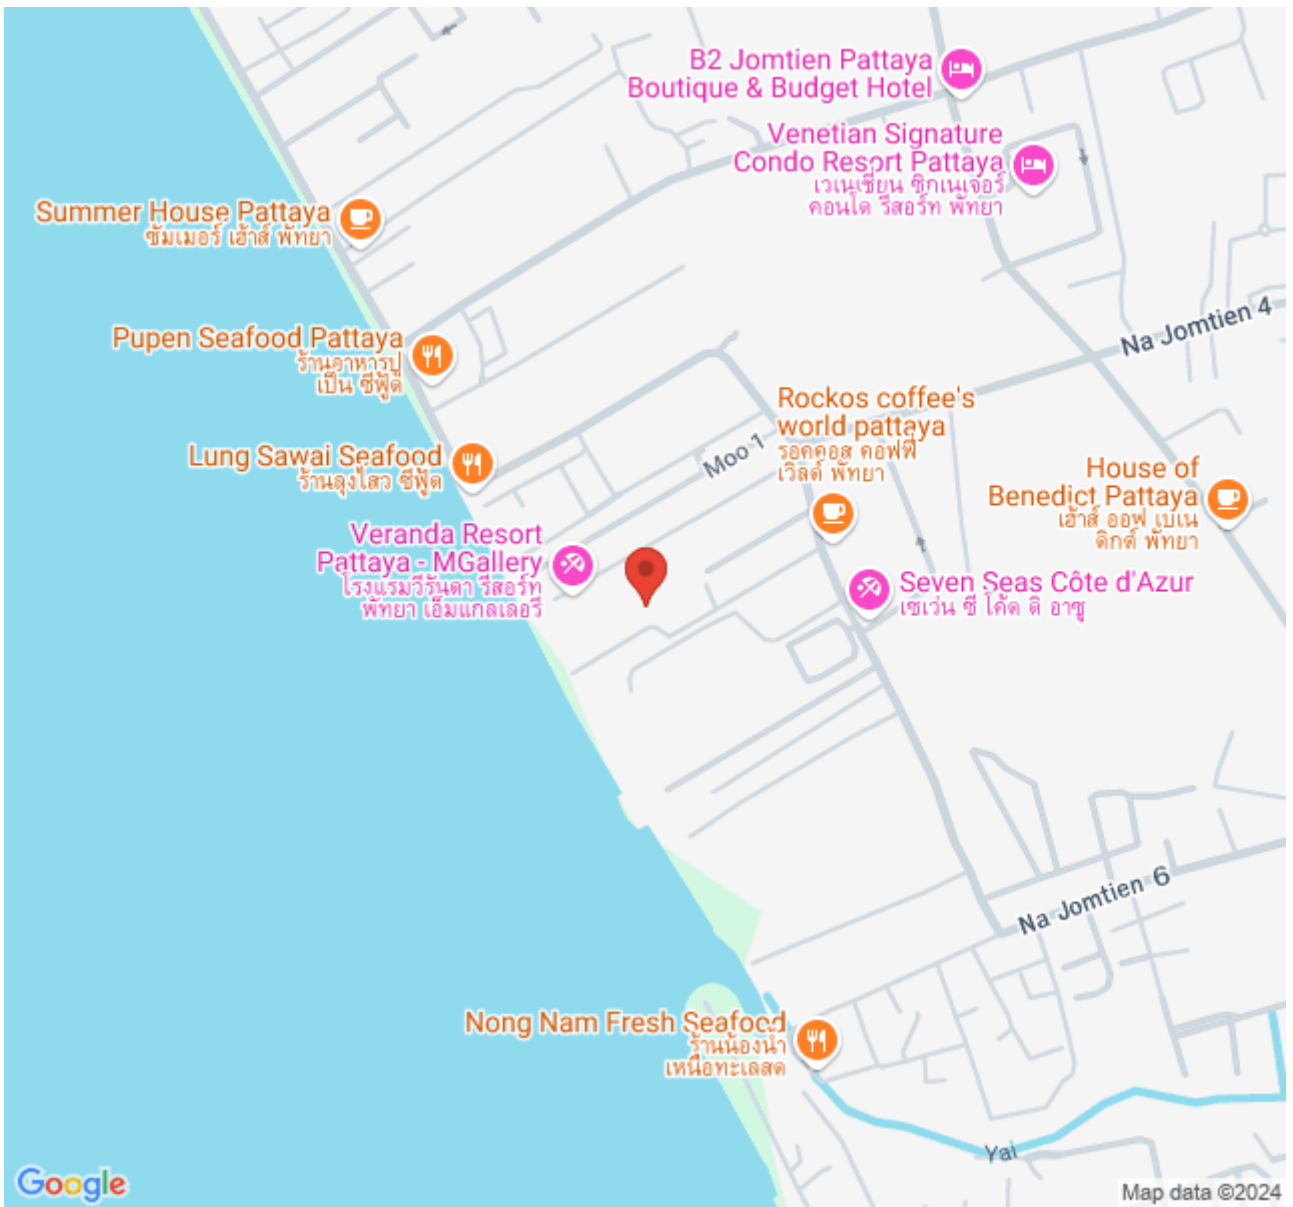 B2 Jomtien Pattaya
Boutique & Budget Hotel
Venetian Signature
Condo Resort Pattaya
เวเนเชี่ยน ซิกเนเจอร์
คอนโด รีสอร์ท พัทยา
Summer House Pattaya
ซัมเมอร์ เฮ้าส์ พัทยา
Na Jomtien 4
Pupen Seafood Pattaya
ร้านอาหารปู
เป็น ซีฟู้ด
Rockos coffee's
world pattaya
รอคคอส คอฟฟี่
เวิลด์ พัทยา
Moo 1
Lung Sawai Seafood
ร้านลุงไสว ซีฟู้ด
House of
Benedict Pattaya
เฮ้าส์ ออฟ เบเน
ดิกต์ พัทยา
Veranda Resort
Pattaya - MGallery
โรงแรมวีรันดา รีสอร์ท
พัทยา เอ็มแกลเลอรี
Seven Seas Côte d'Azur
เซเว่น ซี โค้ด ดิ อาซู
Na Jomtien 6
Nong Nam Fresh Seafood
ร้านน้องน้ำ
เหนือทะเลสด
Yai
Google
Map data ©2024